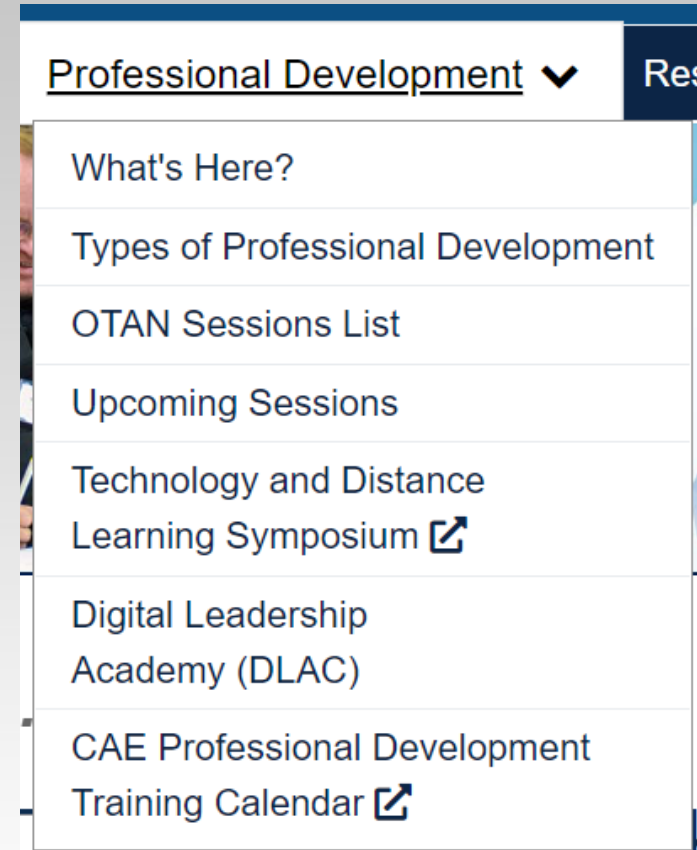 Professional Development
Res
What's Here?
Types of Professional Development
OTAN Sessions List
Upcoming Sessions
Technology and Distance
Learning Symposium
Digital Leadership
Academy (DLAC)
CAE Professional Development
Training Calendar